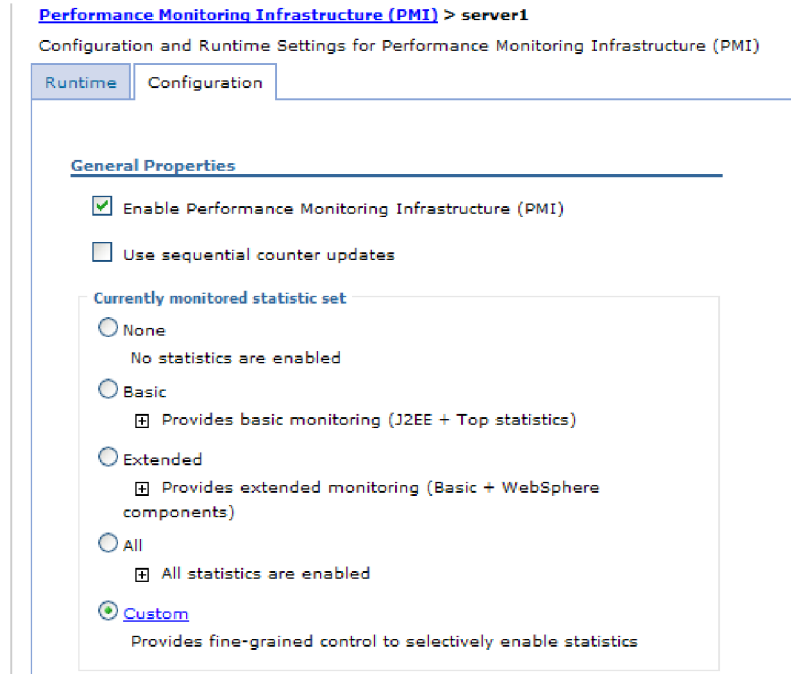 Performance Monitoring Infrastructure (PMI) > server1
Configuration and Runtime Settings for Performance Monitoring Infrastructure (PMI)
Runtime
Configuration
General Properties
Enable Performance Monitoring Infrastructure (PMI)
Use sequential counter updates
Currently monitored statistic set
None
No statistics are enabled
Basic
Provides basic monitoring (J2EE + Top statistics)
Extended
Provides extended monitoring (Basic + WebSphere
components)
All
All statistics are enabled
Custom
Provides fine-grained control to selectively enable statistics